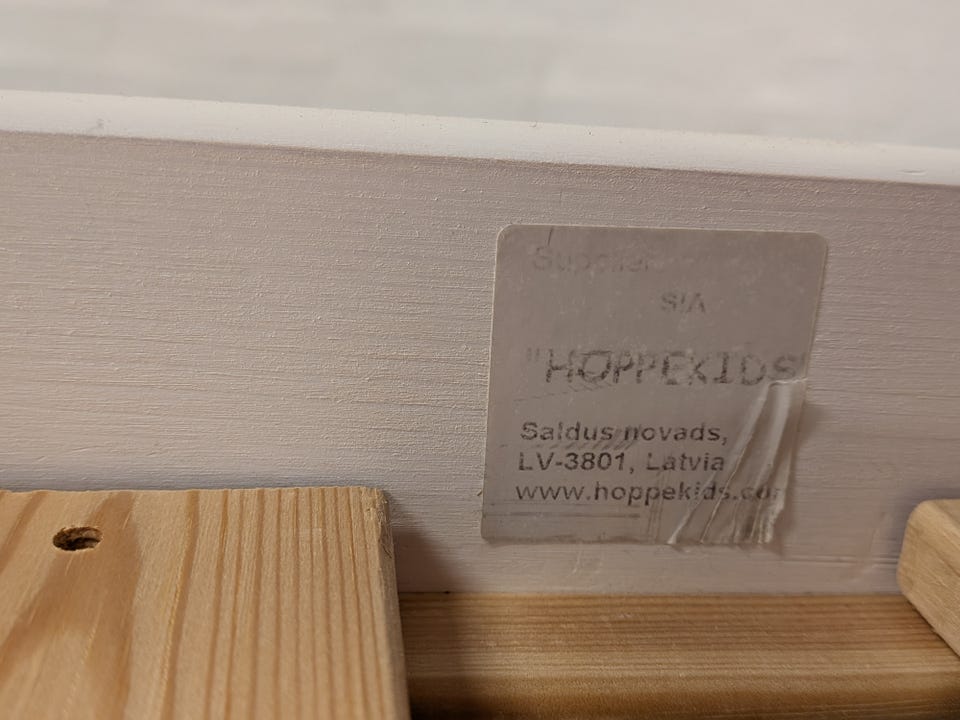 Supplier
SIA
"HOPPEKIDS"
Saldus novads,
LV-3801, Latvia
www.hoppekids.com